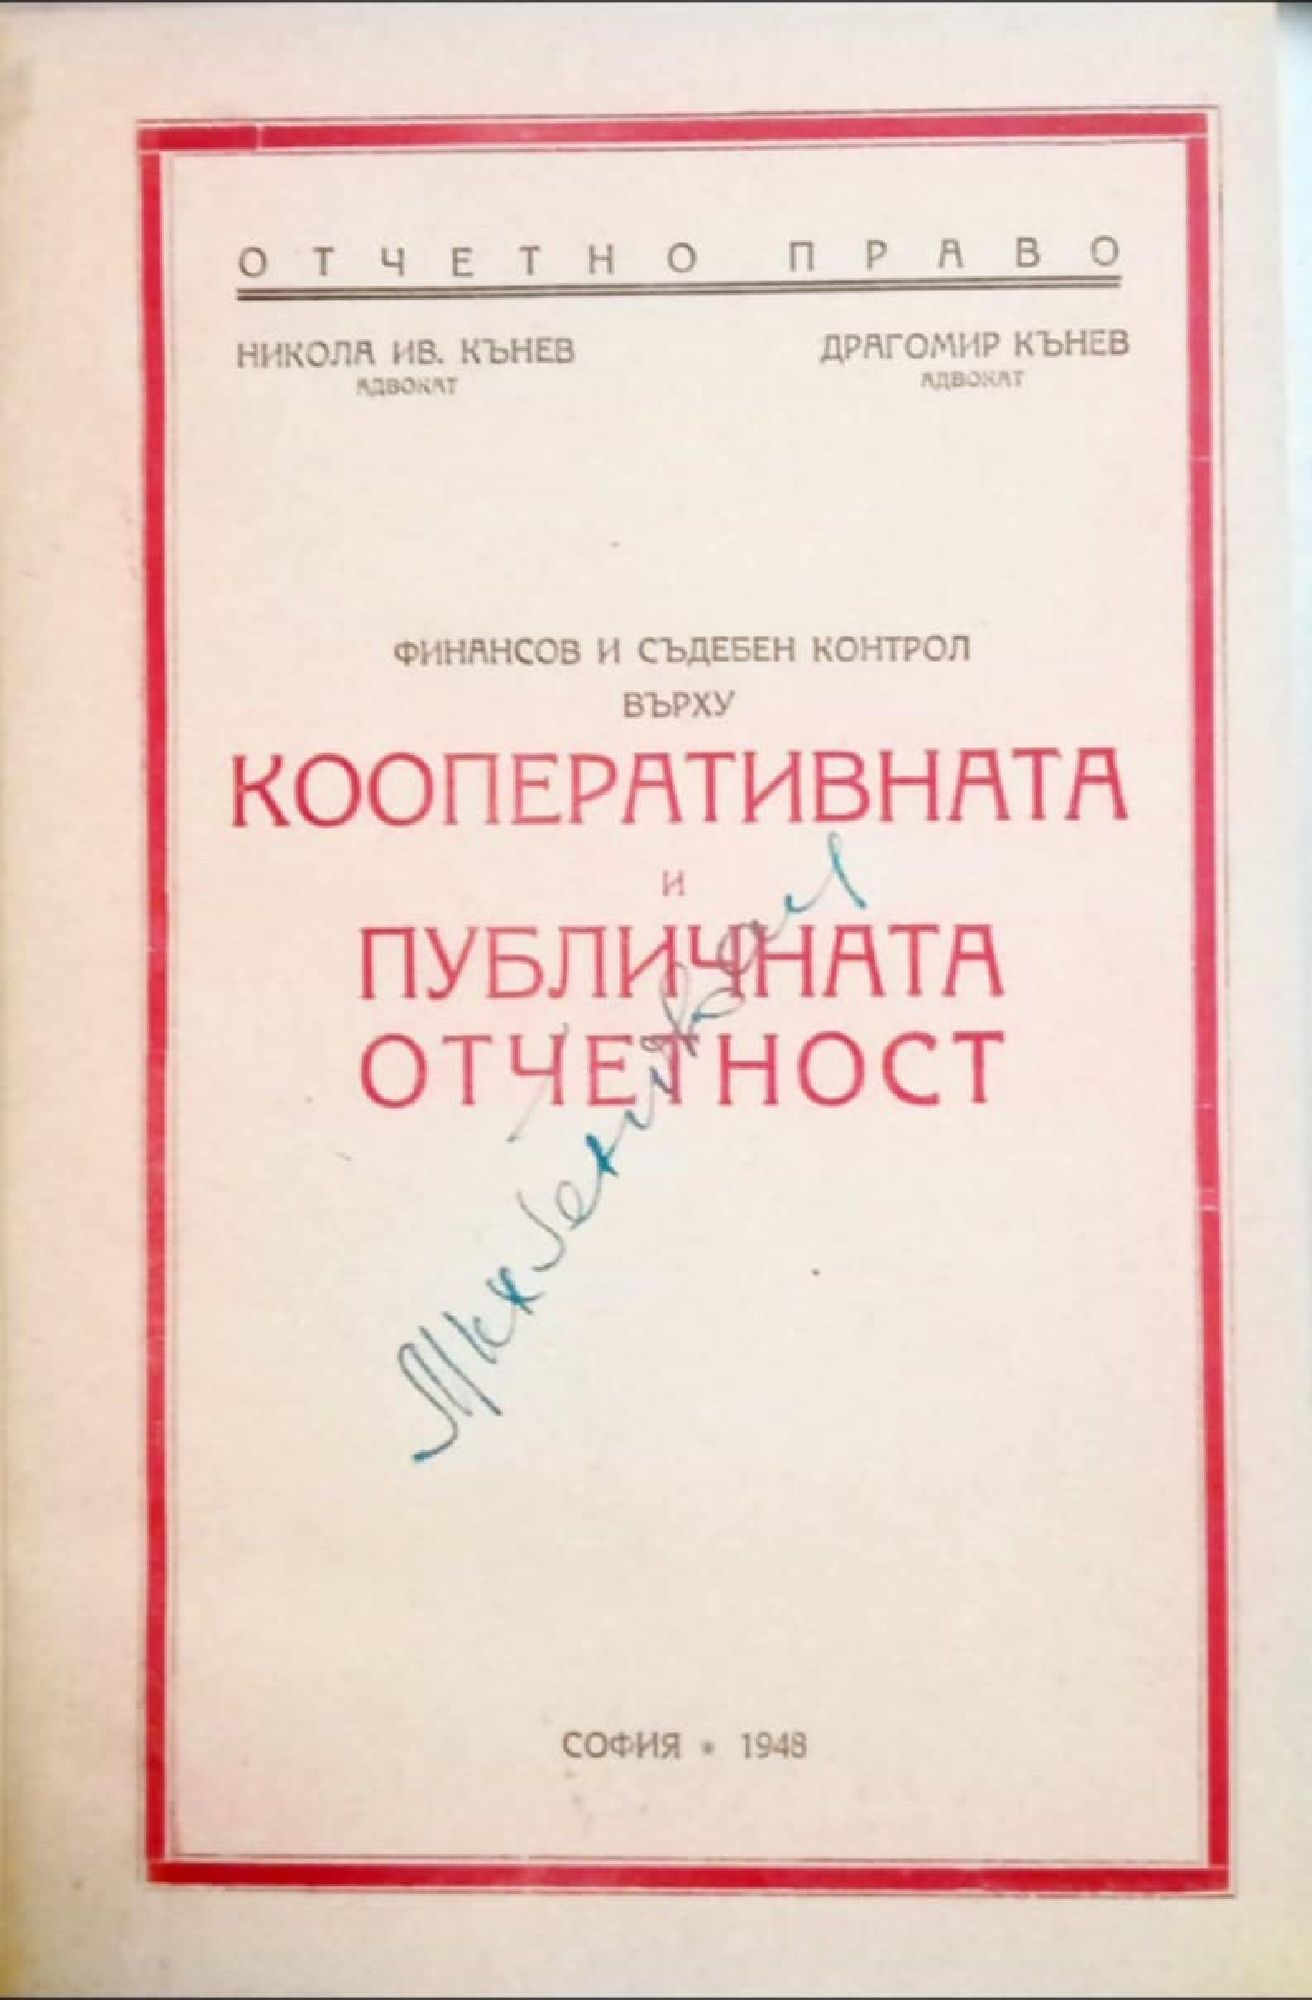 ОТЧЕТНО ПРАВО
НИКОЛА ИВ. КЪНЕВ
АДВОКАТ
ДРАГОМИР КЪНЕВ
АДВОКАТ
ФИНАНСОВ И СЪДЕБЕН КОНТРОЛ
ВЪРХУ
КООПЕРАТИВНАТА
И
ПУБЛИЧНАТА
ОТЧЕТНОСТ
СОФИЯ • 1948